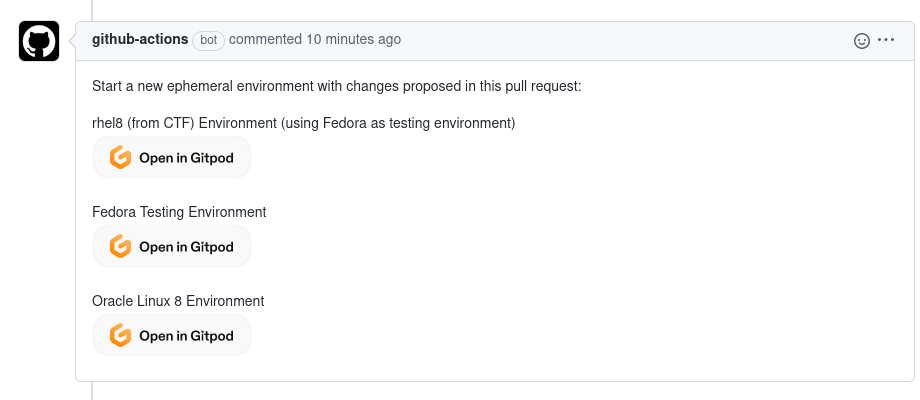 github-actions bot commented 10 minutes ago
Start a new ephemeral environment with changes proposed in this pull request:
rhel8 (from CTF) Environment (using Fedora as testing environment)
Open in Gitpod
Fedora Testing Environment
Open in Gitpod
Oracle Linux 8 Environment
Open in Gitpod